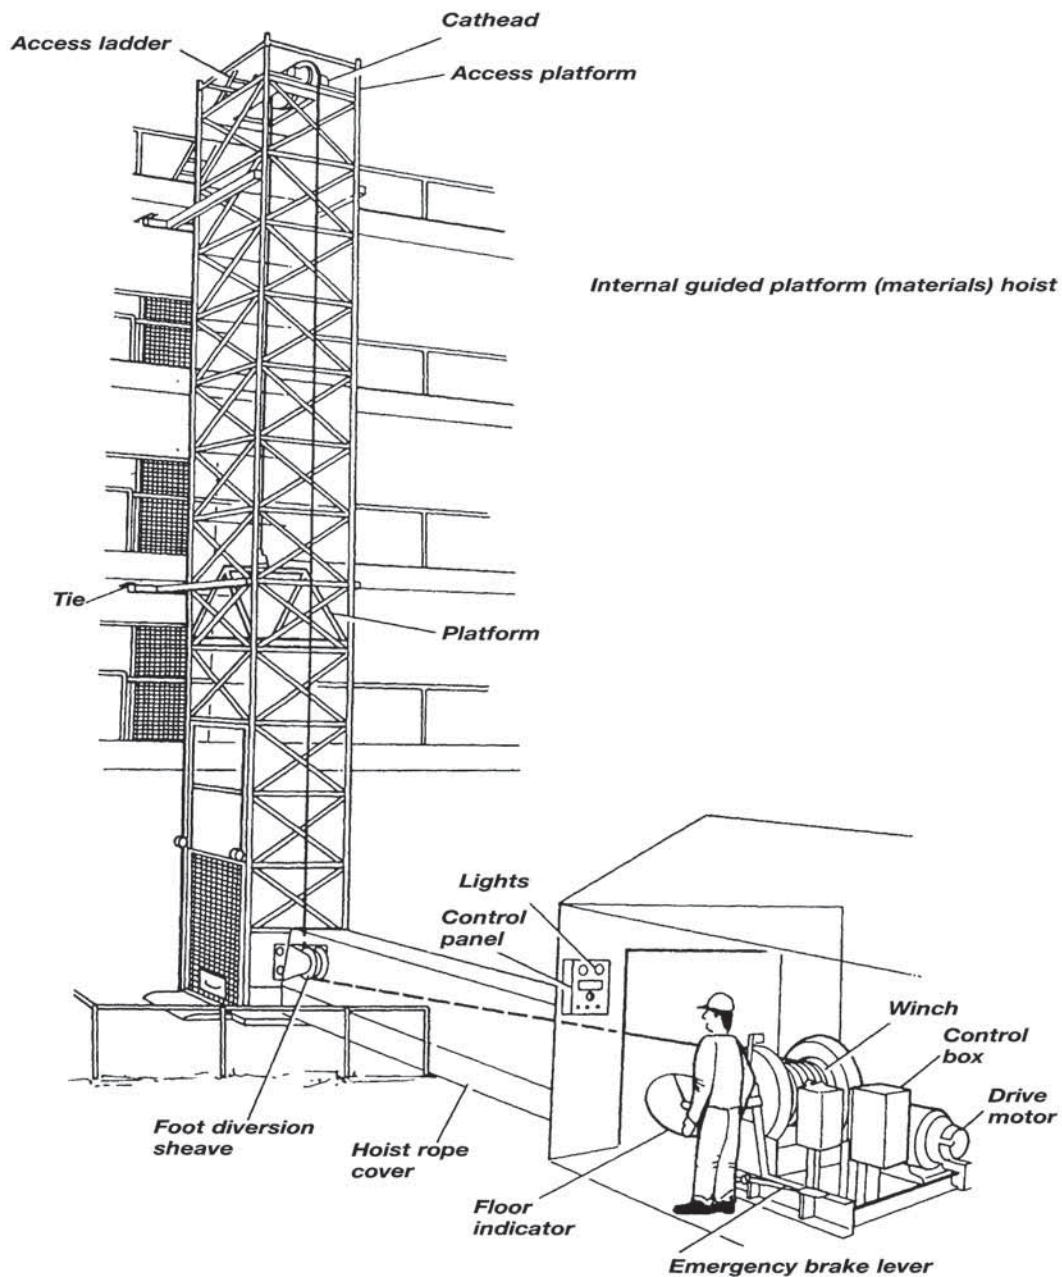 Cathead
Access ladder
Access platform
Internal guided platform (materials) hoist
Tie
Platform
Lights
Control
panel
Winch
Control
box
Drive
motor
Foot diversion
sheave
Hoist rope
cover
Floor
indicator
Emergency brake lever